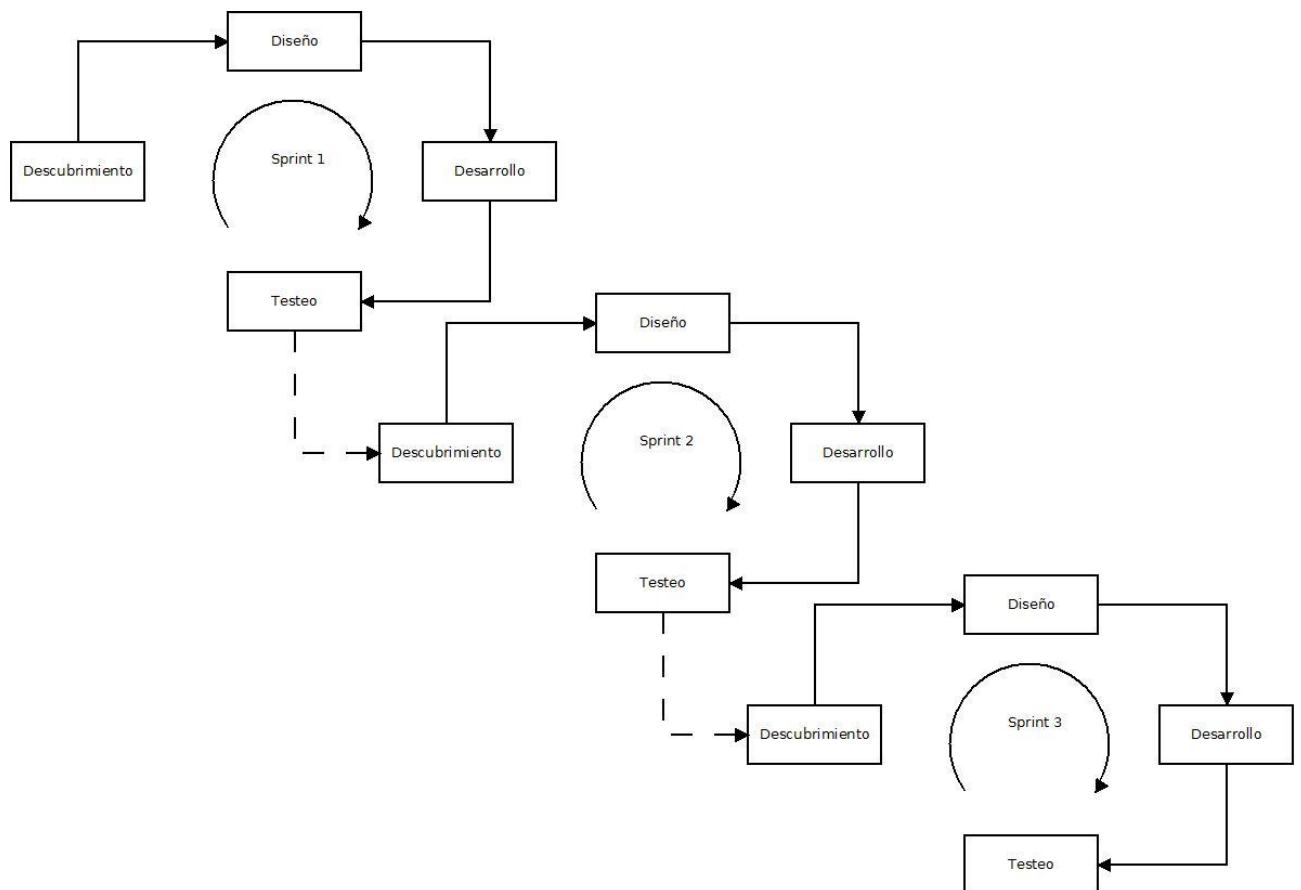 Diseño
Descubrimiento
Sprint 1
Desarrollo
Testeo
Diseño
Descubrimiento
Sprint 2
Desarrollo
Testeo
Diseño
Descubrimiento
Sprint 3
Desarrollo
Testeo